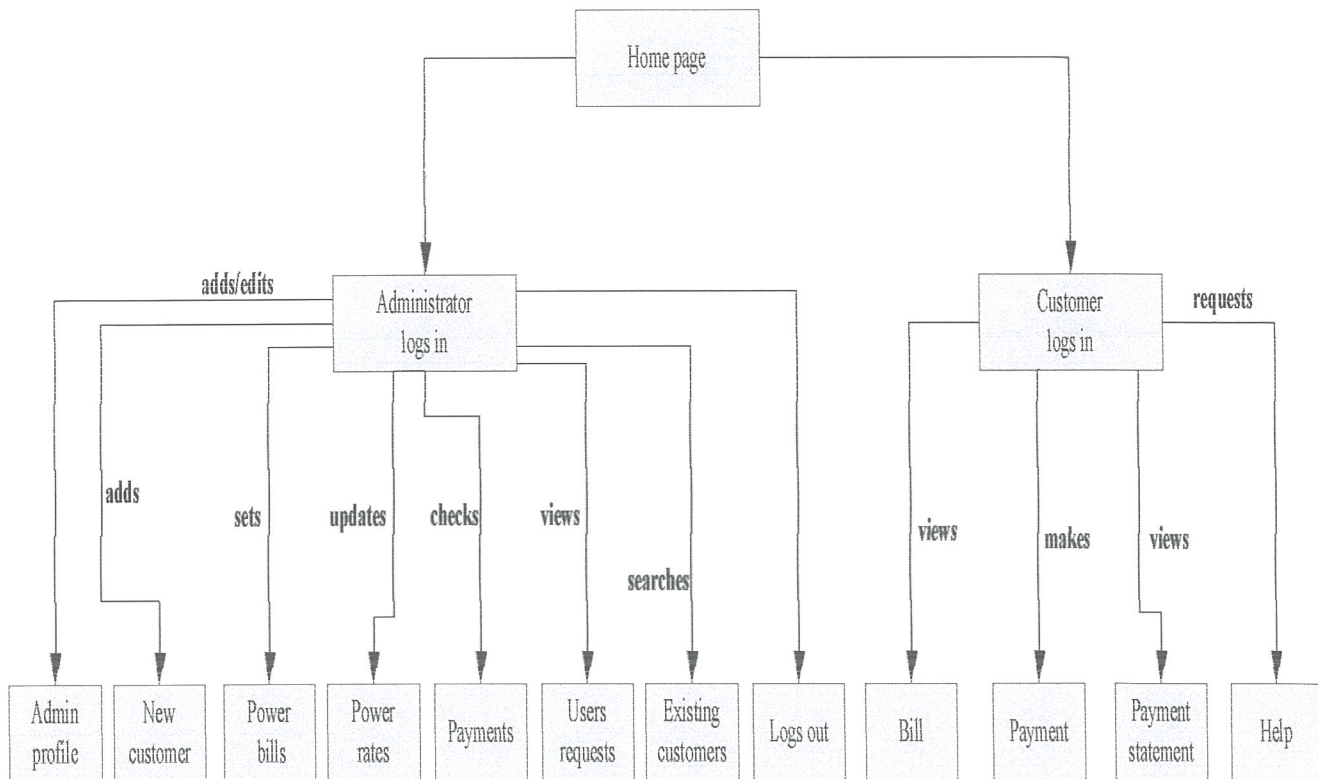 Home page
adds/edits
Administrator
logs in
Customer
logs in
requests
adds
sets
updates
checks
views
searches
views
makes
views
Admin
profile
New
customer
Power
bills
Power
rates
Payments
Users
requests
Existing
customers
Logs out
Bill
Payment
Payment
statement
Help